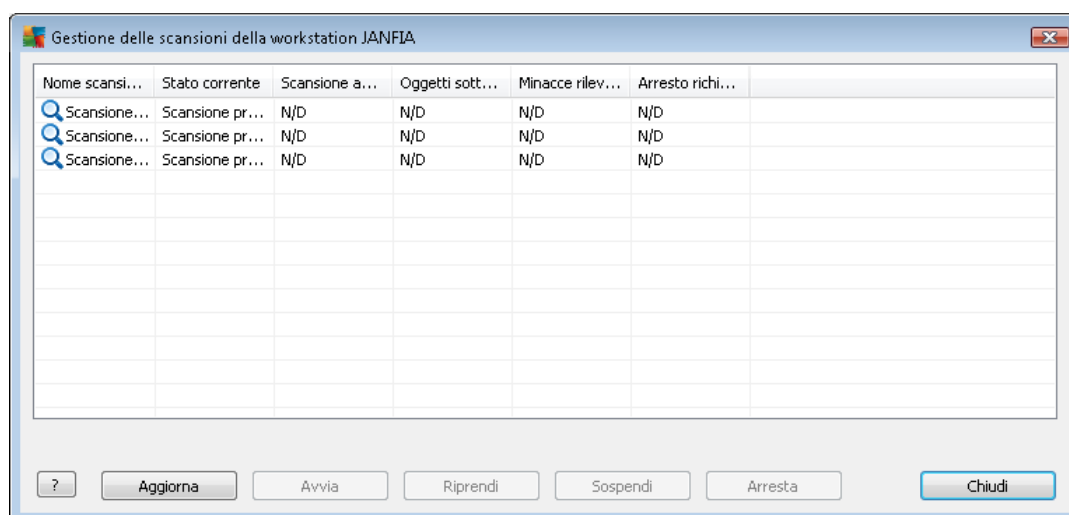 Gestione delle scansioni della workstation JANFIA
Nome scansi... Stato corrente Scansione a... Oggetti sott... Minacce rilev... Arresto richi...
Scansione... Scansione pr... N/D N/D N/D N/D
Scansione... Scansione pr... N/D N/D N/D N/D
Scansione... Scansione pr... N/D N/D N/D N/D
? Aggiorna Avvia Riprendi Sospendi Arresta Chiudi